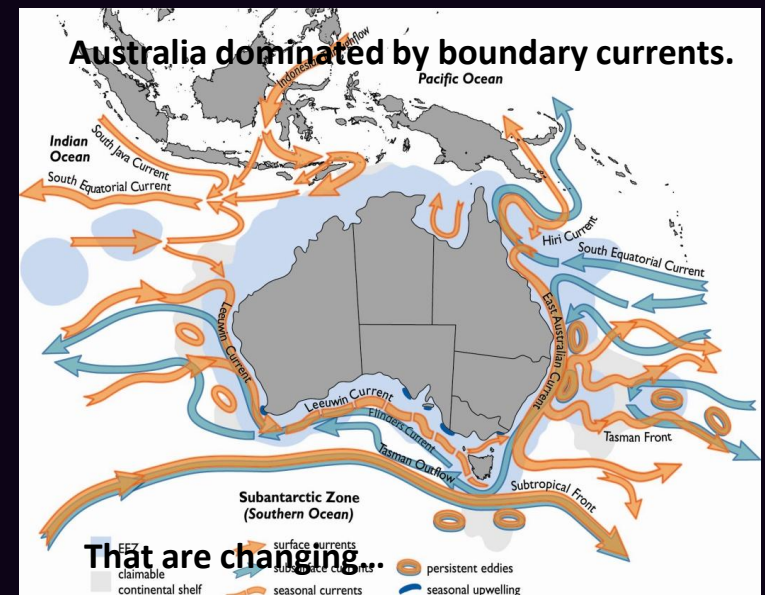 Australia dominated by boundary currents.
Indonesian Throughflow
Pacific Ocean
Indian
Ocean
South Java Current
South Equatorial Current
Hiri Current
South Equatorial Current
Leeuwin Current
East Australian Current
Leeuwin Current
Flinders Current
Tasman Outflow
Tasman Front
Subantarctic Zone
(Southern Ocean)
Subtropical Front
That are changing...
EEZ
surface currents
subsurface currents
persistent eddies
claimable
continental shelf
seasonal currents
seasonal upwelling